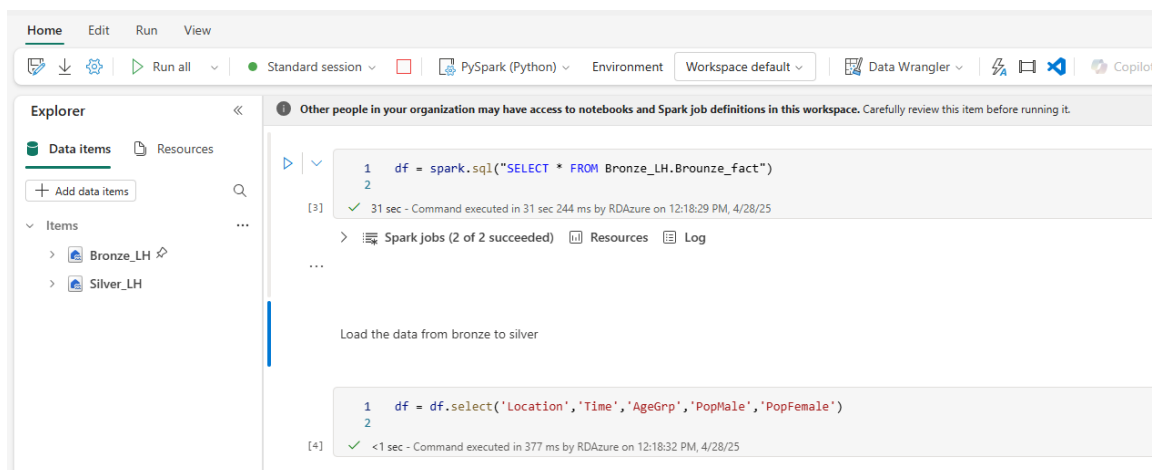 Home Edit Run View
Run all Standard session PySpark (Python) Environment Workspace default Data Wrangler Copilot
Explorer
Other people in your organization may have access to notebooks and Spark job definitions in this workspace. Carefully review this item before running it.
Data items Resources
Add data items
Items
Bronze_LH
Silver_LH
1 df = spark.sql("SELECT * FROM Bronze_LH.Brounze_fact")
2
[3] 31 sec - Command executed in 31 sec 244 ms by RDAzure on 12:18:29 PM, 4/28/25
Spark jobs (2 of 2 succeeded) Resources Log
...
Load the data from bronze to silver
1 df = df.select('Location','Time','AgeGrp','PopMale','PopFemale')
2
[4] <1 sec - Command executed in 377 ms by RDAzure on 12:18:32 PM, 4/28/25